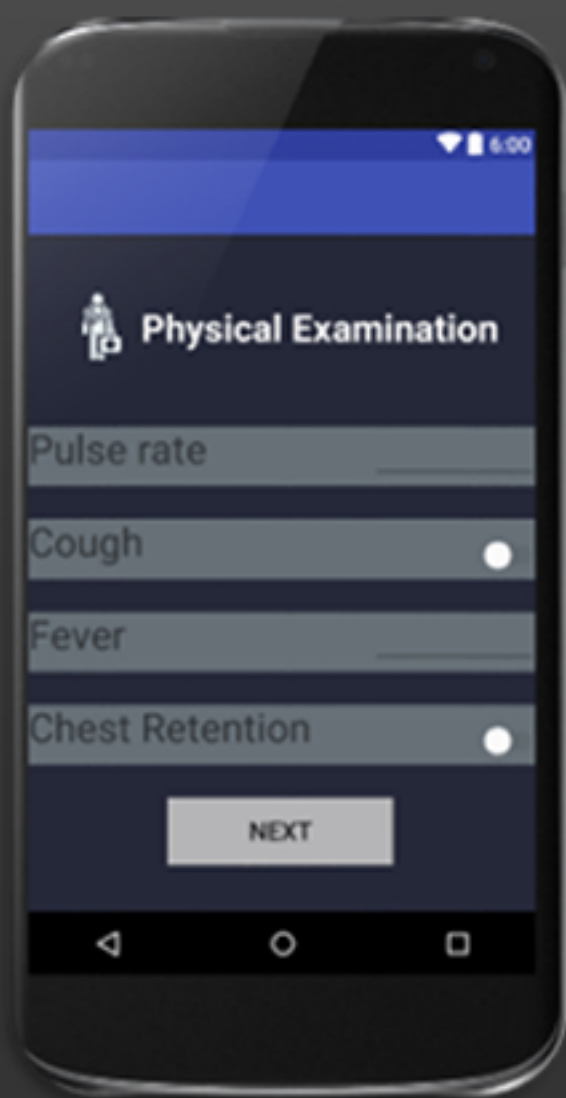 6:00
Physical Examination
Pulse rate
Cough
Fever
Chest Retention
NEXT